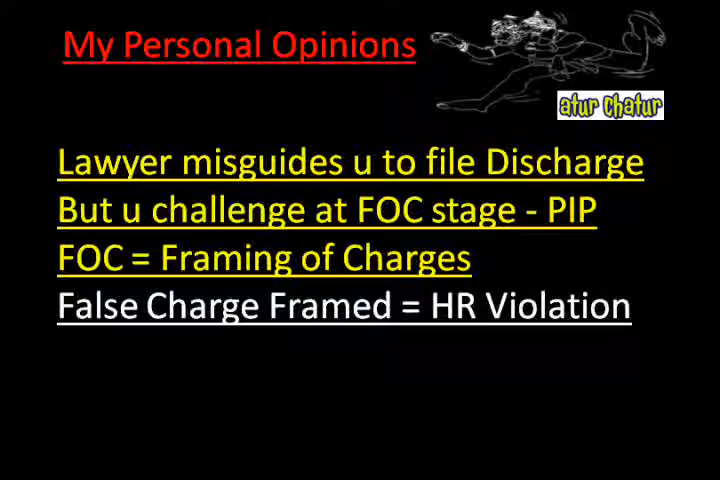 My Personal Opinions
atur chatur
Lawyer misguides u to file Discharge
But u challenge at FOC stage - PIP
FOC = Framing of Charges
False Charge Framed = HR Violation